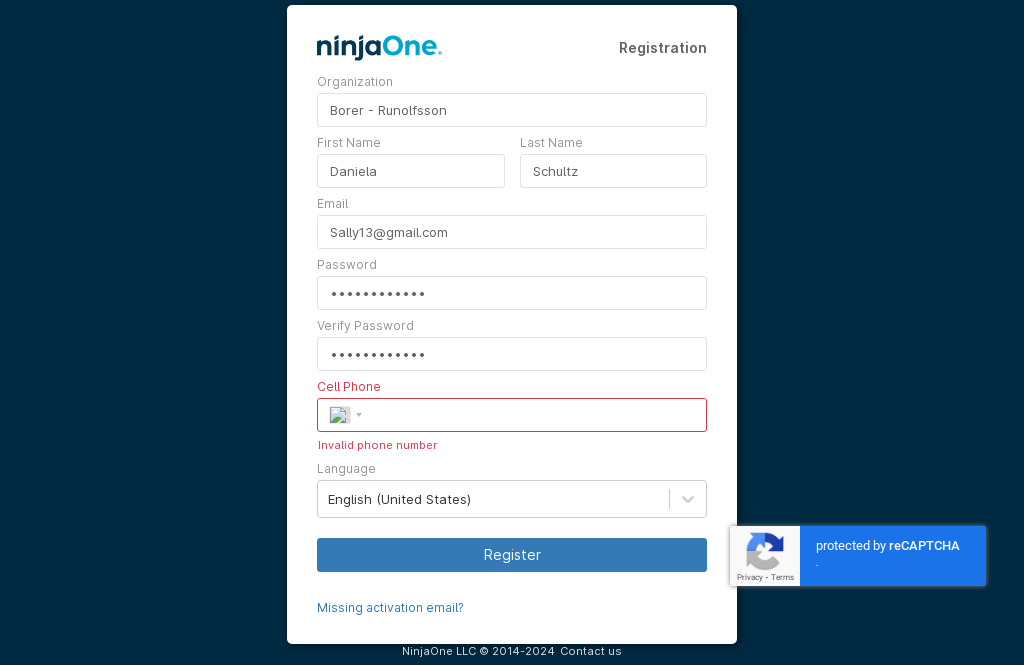 ninjaOne.
Registration
Organization
Borer - Runolfsson
First Name
Last Name
Daniela
Schultz
Email
Sally13@gmail.com
Password
••••••••••••
Verify Password
••••••••••••
Cell Phone
Invalid phone number
Language
English (United States)
Register
protected by reCAPTCHA
Privacy - Terms
Missing activation email?
NinjaOne LLC © 2014-2024 Contact us